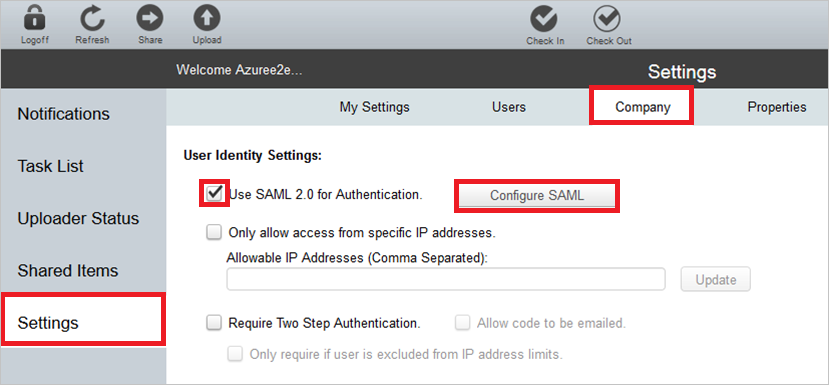 Logoff Refresh Share Upload Check In Check Out
Welcome Azuree2e... Settings
My Settings Users Company Properties
Notifications
Task List
Uploader Status
Shared Items
Settings
User Identity Settings:
Use SAML 2.0 for Authentication. Configure SAML
Only allow access from specific IP addresses.
Allowable IP Addresses (Comma Separated):
Update
Require Two Step Authentication. Allow code to be emailed.
Only require if user is excluded from IP address limits.